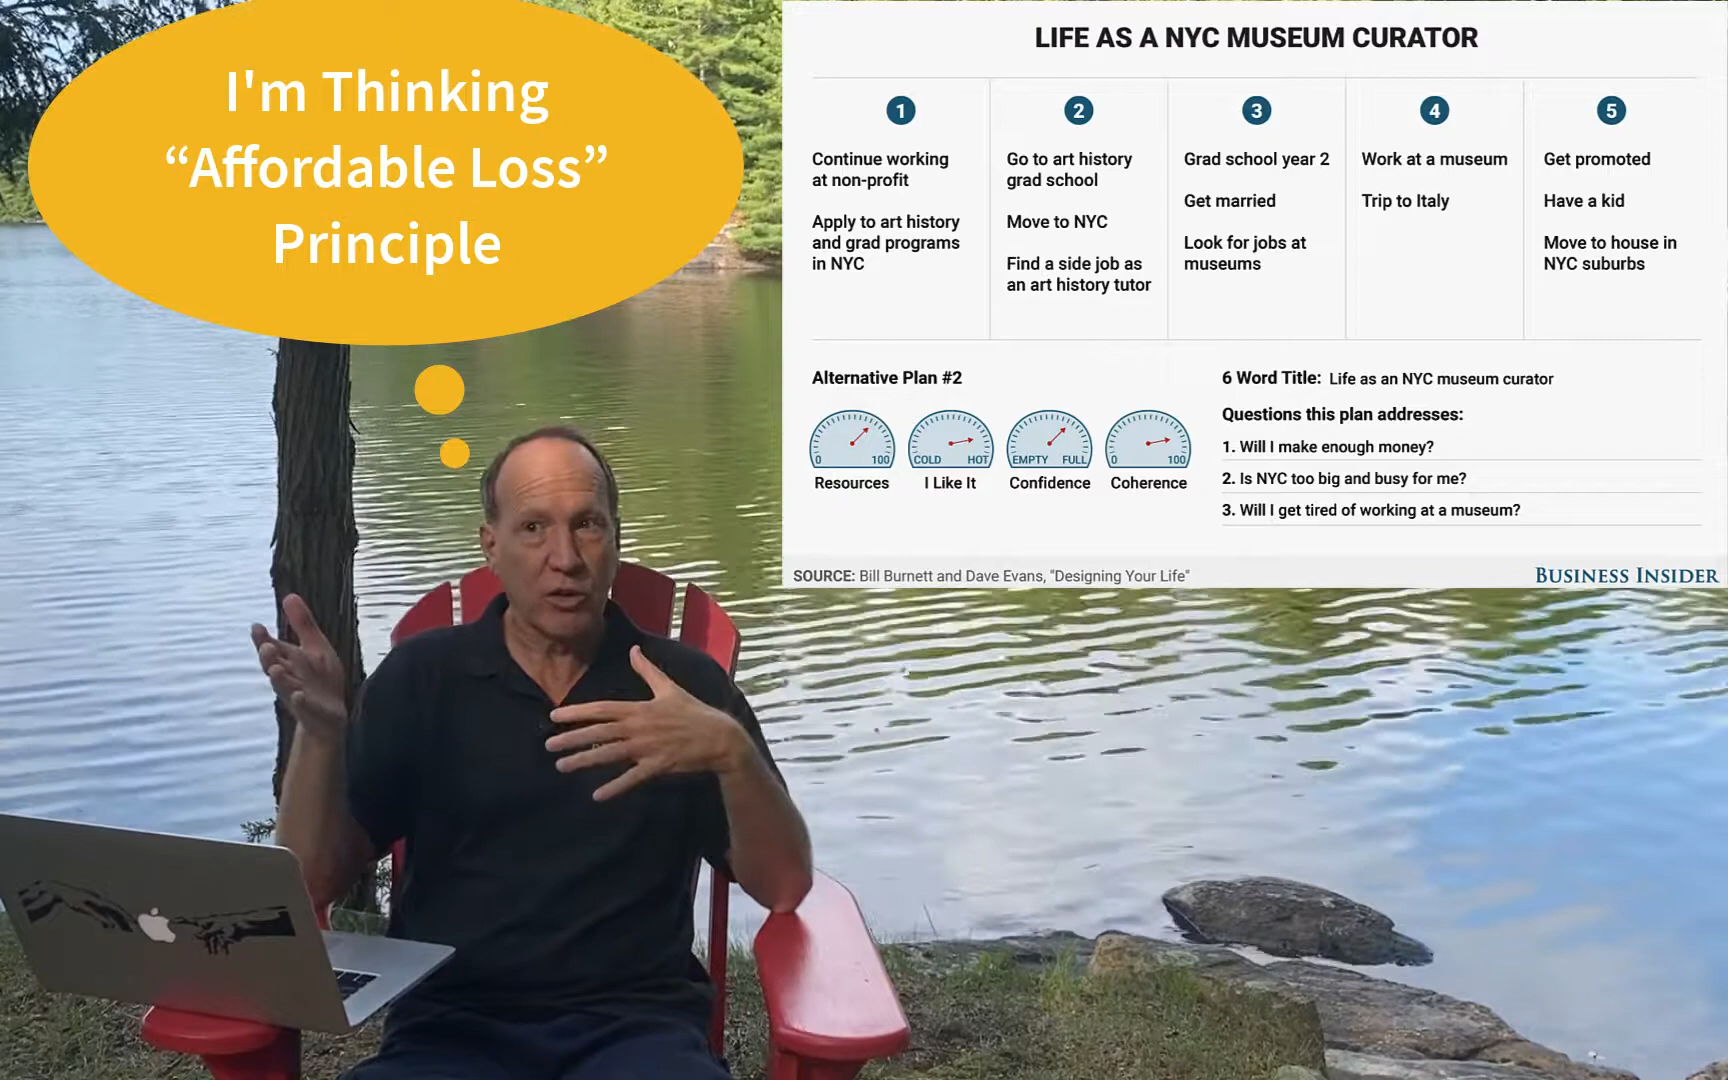 I'm Thinking
“Affordable Loss”
Principle
LIFE AS A NYC MUSEUM CURATOR
1
Continue working
at non-profit
Apply to art history
and grad programs
in NYC
2
Go to art history
grad school
Move to NYC
Find a side job as
an art history tutor
3
Grad school year 2
Get married
Look for jobs at
museums
4
Work at a museum
Trip to Italy
5
Get promoted
Have a kid
Move to house in
NYC suburbs
Alternative Plan #2
0 100
Resources
COLD HOT
I Like It
EMPTY FULL
Confidence
0 100
Coherence
6 Word Title: Life as an NYC museum curator
Questions this plan addresses:
1. Will I make enough money?
2. Is NYC too big and busy for me?
3. Will I get tired of working at a museum?
SOURCE: Bill Burnett and Dave Evans, "Designing Your Life"
BUSINESS INSIDER